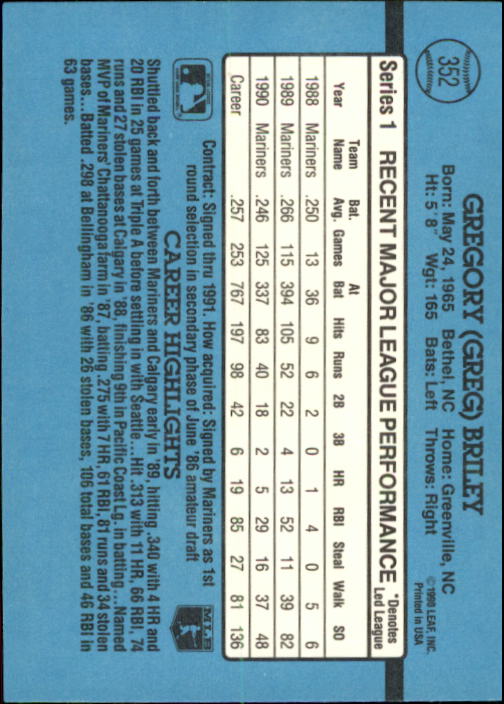 352
GREGORY (GREG) BRILEY
Born: May 24, 1965 Bethel, NC Home: Greenville, NC
Ht: 5' 8" Wgt: 165 Bats: Left Throws: Right
© 1990 LEAF, INC.
Printed in USA
Series 1 RECENT MAJOR LEAGUE PERFORMANCE *Denotes Led League
Year Team Name Bat. Avg. Games At Bat Hits Runs 2B 3B HR RBI Steal Walk SO
1988 Mariners .250 13 36 9 6 2 0 1 4 0 5 6
1989 Mariners .266 115 394 105 52 22 4 13 52 11 39 82
1990 Mariners .246 125 337 83 40 18 2 5 29 16 37 48
Career .257 253 767 197 98 42 6 19 85 27 81 136
Contract: Signed thru 1991. How acquired: Signed by Mariners as 1st
round selection in secondary phase of June '86 amateur draft
MLB
CAREER HIGHLIGHTS
Shuttled back and forth between Mariners and Calgary early in '89, hitting .340 with 4 HR and
20 RBI in 25 games at Triple A before settling in with Seattle...Hit .313 with 11 HR, 66 RBI, 74
runs and 27 stolen bases at Calgary in '88, finishing 9th in Pacific Coast Lg. in batting...Named
MVP of Mariners' Chattanooga farm in '87, batting .275 with 7 HR, 61 RBI, 81 runs and 34 stolen
bases...Batted .298 at Bellingham in '86 with 26 stolen bases, 106 total bases and 46 RBI in
63 games.